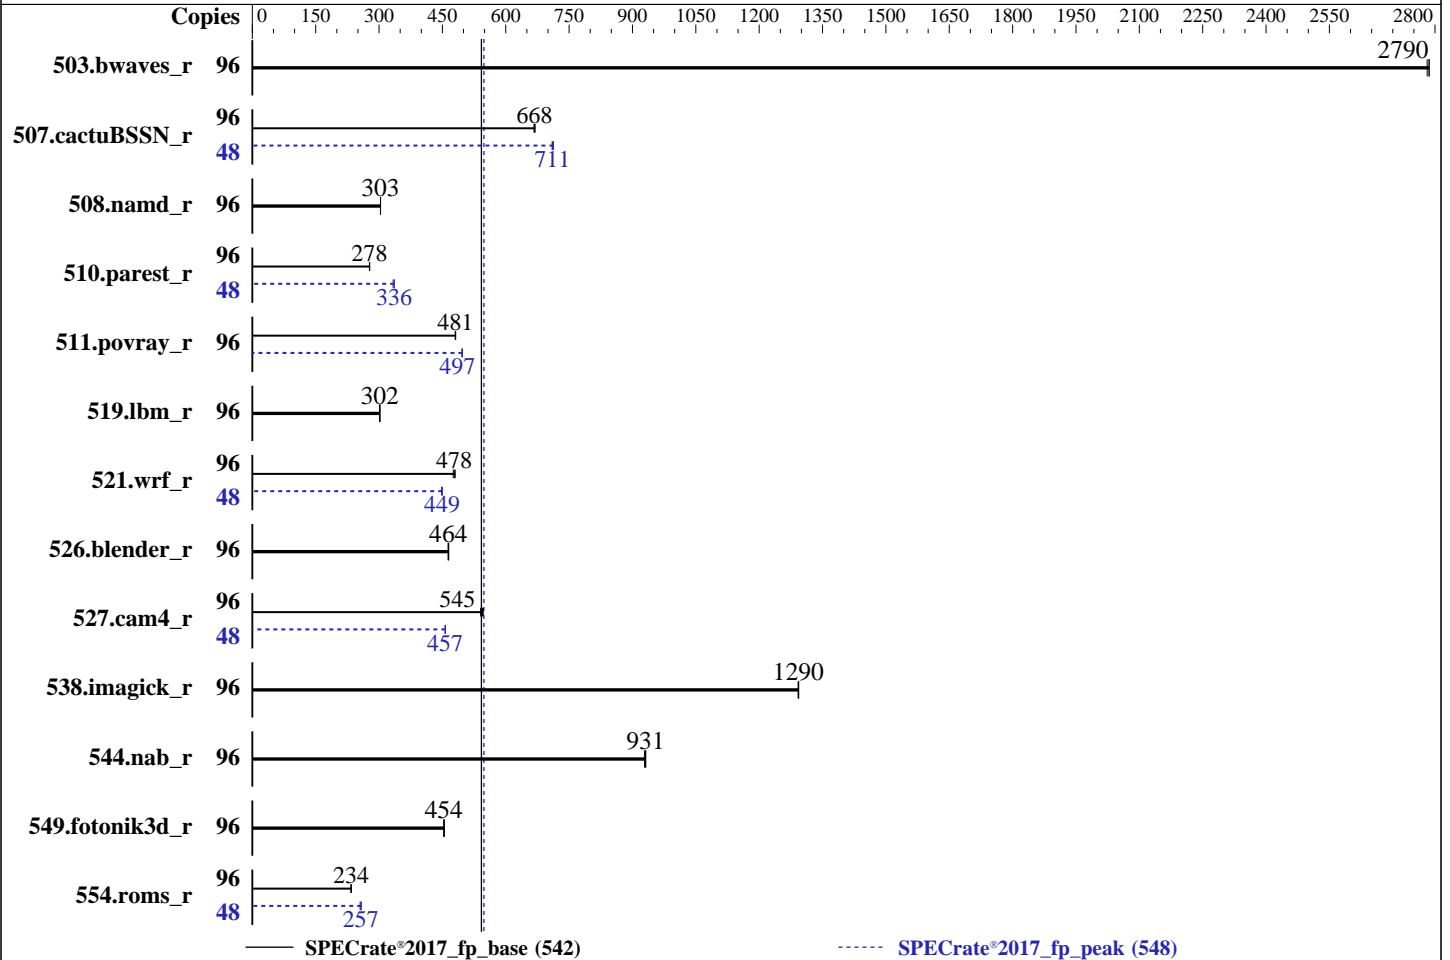 Copies 0 150 300 450 600 750 900 1050 1200 1350 1500 1650 1800 1950 2100 2250 2400 2550 2800
503.bwaves_r 96 2790
507.cactuBSSN_r 96 668
48 711
508.namd_r 96 303
510.parest_r 96 278
48 336
511.povray_r 96 481
497
519.lbm_r 96 302
521.wrf_r 96 478
48 449
526.blender_r 96 464
527.cam4_r 96 545
48 457
538.imagick_r 96 1290
544.nab_r 96 931
549.fotonik3d_r 96 454
554.roms_r 96 234
48 257
SPECrate®2017_fp_base (542) SPECrate®2017_fp_peak (548)